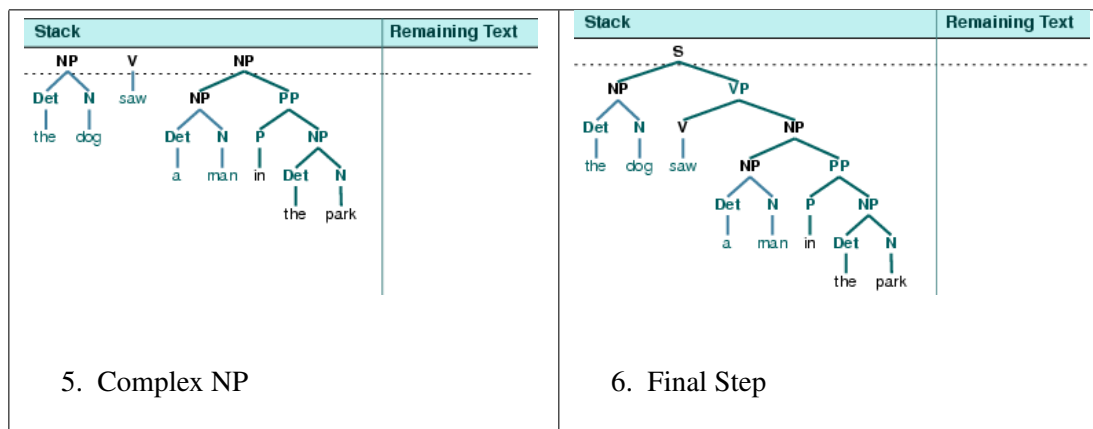 Stack Remaining Text
NP V NP
Det N saw NP PP
the dog Det N P NP
a man in Det N
the park
5. Complex NP
Stack Remaining Text
S
NP VP
Det N V NP
the dog saw NP PP
Det N P NP
a man in Det N
the park
6. Final Step